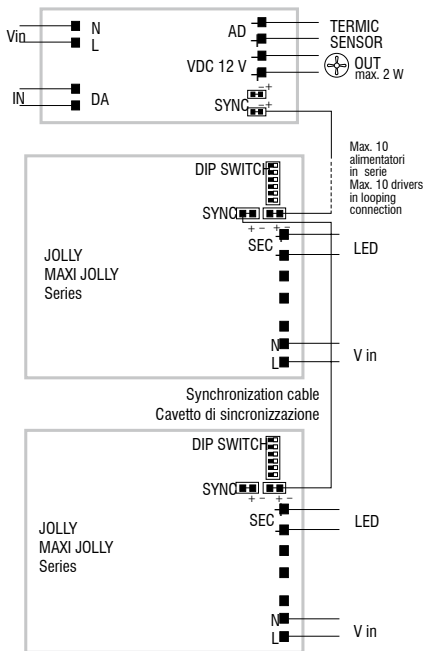 Vin
N
L
IN
DA
AD
TERMIC
SENSOR
VDC 12 V
OUT
max. 2 W
- +
- +
SYNC
Max. 10
alimentatori
in serie
Max. 10 drivers
in looping
connection
DIP SWITCH
SYNC
+ - + -
SEC
LED
JOLLY
MAXI JOLLY
Series
N
L
V in
Synchronization cable
Cavetto di sincronizzazione
DIP SWITCH
SYNC
+ - + -
SEC
LED
JOLLY
MAXI JOLLY
Series
N
L
V in